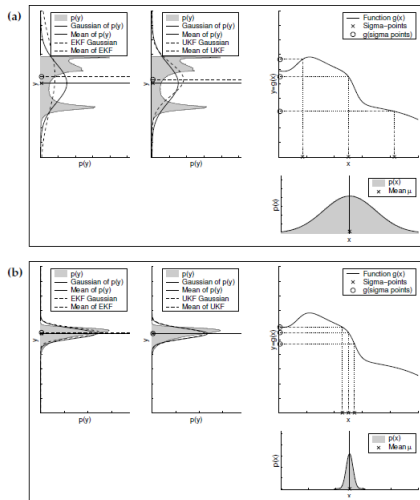 (a)
p(y)
Gaussian of p(y)
Mean of p(y)
EKF Gaussian
Mean of EKF
y
p(y)
p(y)
Gaussian of p(y)
Mean of p(y)
UKF Gaussian
Mean of UKF
y
p(y)
Function g(x)
Sigma-points
g(sigma points)
y=g(x)
x
p(x)
Mean μ
p(x)
x
(b)
p(y)
Gaussian of p(y)
Mean of p(y)
EKF Gaussian
Mean of EKF
y
p(y)
p(y)
Gaussian of p(y)
Mean of p(y)
UKF Gaussian
Mean of UKF
y
p(y)
Function g(x)
Sigma-points
g(sigma points)
y=g(x)
x
p(x)
Mean μ
p(x)
x